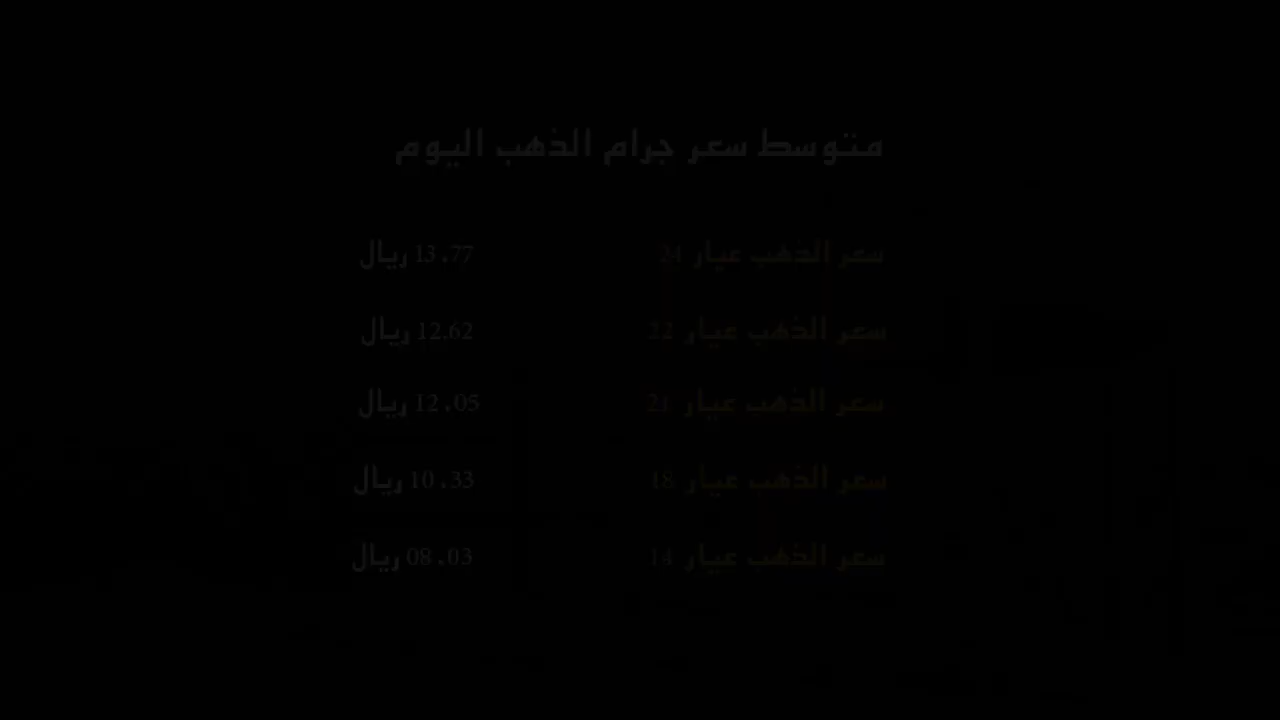 متوسط سعر جرام الذهب اليوم
سعر الذهب عيار 24 13.77 ريال
سعر الذهب عيار 22 12.62 ريال
سعر الذهب عيار 21 12.05 ريال
سعر الذهب عيار 18 10.33 ريال
سعر الذهب عيار 14 08.03 ريال